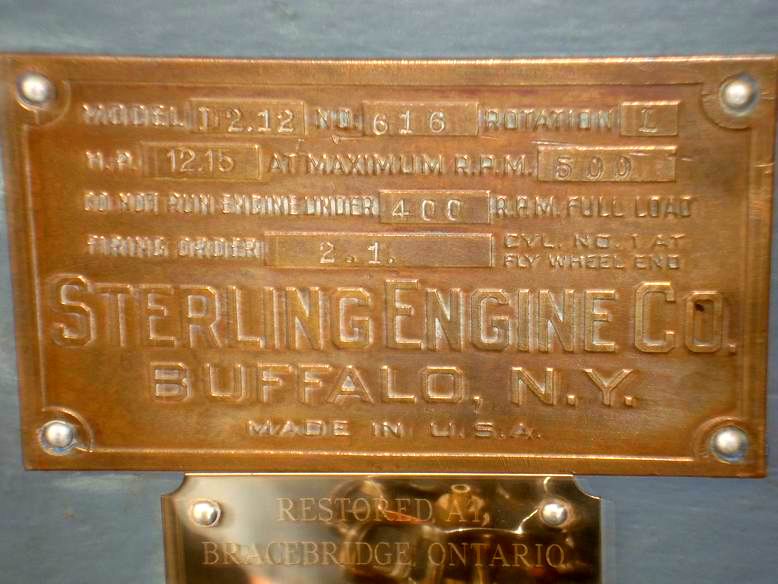 MODEL T 2.12 NO. 616 ROTATION L
H.P. 12.15 AT MAXIMUM R.P.M. 500
DO NOT RUN ENGINE UNDER 400 R.P.M. FULL LOAD
FIRING ORDER 2.1. CYL. NO. 1 AT
FLY WHEEL END
STERLING ENGINE CO.
BUFFALO, N.Y.
MADE IN U.S.A.
RESTORED AT
BRACEBRIDGE ONTARIO